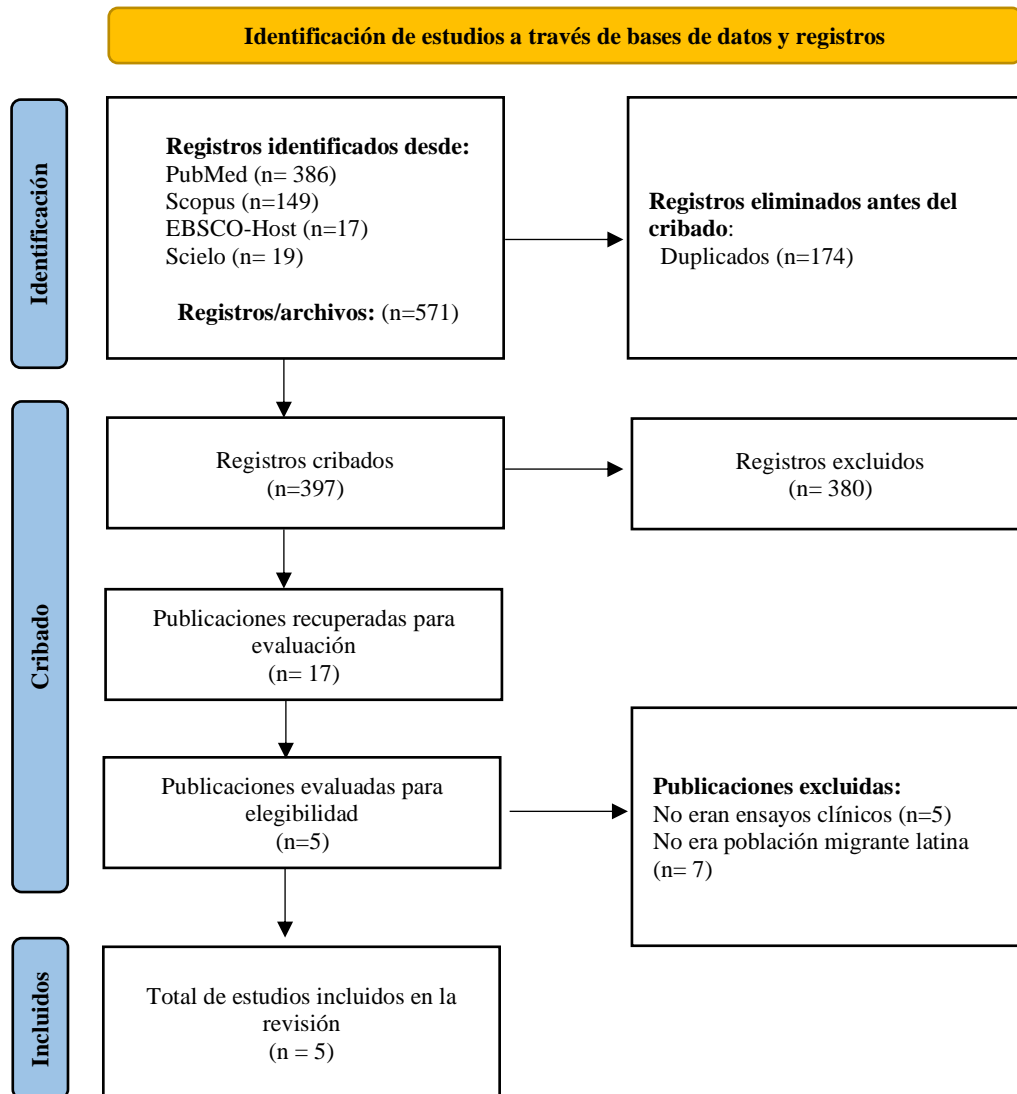 Identificación de estudios a través de bases de datos y registros
Identificación
Registros identificados desde:
PubMed (n= 386)
Scopus (n=149)
EBSCO-Host (n=17)
Scielo (n= 19)
Registros/archivos: (n=571)
Registros eliminados antes del
cribado:
Duplicados (n=174)
Cribado
Registros cribados
(n=397)
Registros excluidos
(n= 380)
Publicaciones recuperadas para
evaluación
(n= 17)
Publicaciones evaluadas para
elegibilidad
(n=5)
Publicaciones excluidas:
No eran ensayos clínicos (n=5)
No era población migrante latina
(n= 7)
Incluidos
Total de estudios incluidos en la
revisión
(n = 5)